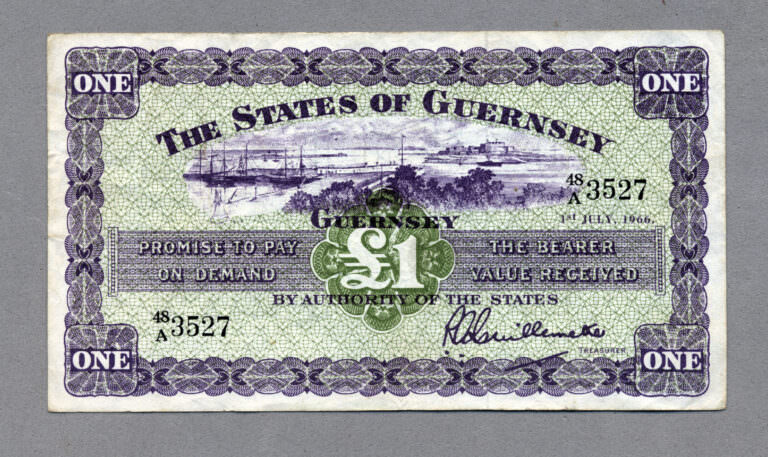 ONE ONE
THE STATES OF GUERNSEY
48/A 3527
GUERNSEY
1ST JULY, 1966.
PROMISE TO PAY £1 THE BEARER
ON DEMAND VALUE RECEIVED
BY AUTHORITY OF THE STATES
48/A 3527
TREASURER
ONE ONE